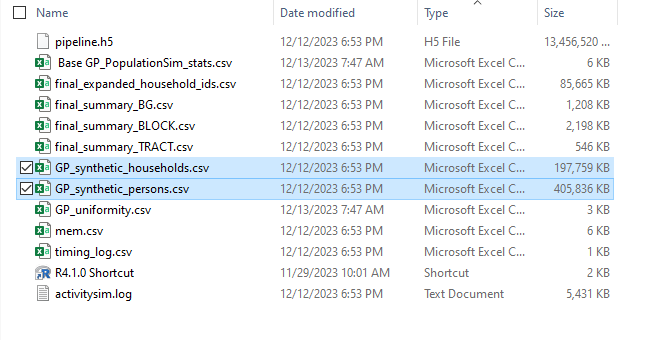 Name Date modified Type Size
pipeline.h5 12/12/2023 6:53 PM H5 File 13,456,520 ...
Base GP_PopulationSim_stats.csv 12/13/2023 7:47 AM Microsoft Excel C... 6 KB
final_expanded_household_ids.csv 12/12/2023 6:53 PM Microsoft Excel C... 85,665 KB
final_summary_BG.csv 12/12/2023 6:53 PM Microsoft Excel C... 1,208 KB
final_summary_BLOCK.csv 12/12/2023 6:53 PM Microsoft Excel C... 2,198 KB
final_summary_TRACT.csv 12/12/2023 6:53 PM Microsoft Excel C... 546 KB
GP_synthetic_households.csv 12/12/2023 6:53 PM Microsoft Excel C... 197,759 KB
GP_synthetic_persons.csv 12/12/2023 6:53 PM Microsoft Excel C... 405,836 KB
GP_uniformity.csv 12/13/2023 7:47 AM Microsoft Excel C... 3 KB
mem.csv 12/12/2023 6:53 PM Microsoft Excel C... 6 KB
timing_log.csv 12/12/2023 6:53 PM Microsoft Excel C... 1 KB
R4.1.0 Shortcut 11/29/2023 10:01 AM Shortcut 2 KB
activitysim.log 12/12/2023 6:53 PM Text Document 5,431 KB